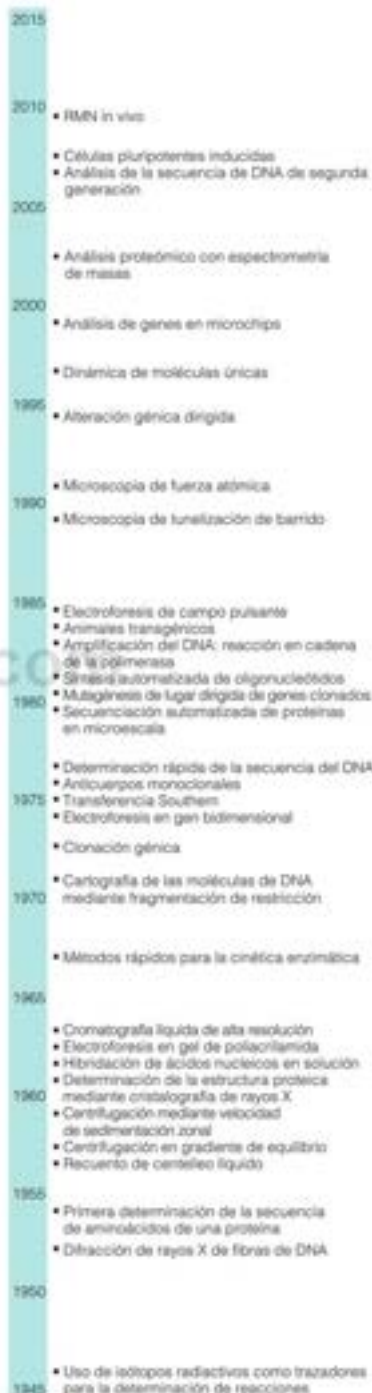 2015
2010
• RMN in vivo
• Células pluripotentes inducidas
• Análisis de la secuencia de DNA de segunda
generación
2005
• Análisis proteómico con espectrometría
de masas
2000
• Análisis de genes en microchips
• Dinámica de moléculas únicas
1995
• Alteración génica dirigida
• Microscopia de fuerza atómica
1990
• Microscopia de tunelización de barrido
1985
• Electroforesis de campo pulsante
• Animales transgénicos
• Amplificación del DNA: reacción en cadena
de la polimerasa
• Síntesis automatizada de oligonucleótidos
• Mutagénesis de lugar dirigida de genes clonados
1980
• Secuenciación automatizada de proteínas
en microescala
• Determinación rápida de la secuencia del DNA
• Anticuerpos monoclonales
1975
• Transferencia Southern
• Electroforesis en gen bidimensional
• Clonación génica
• Cartografía de las moléculas de DNA
1970
mediante fragmentación de restricción
• Métodos rápidos para la cinética enzimática
1965
• Cromatografía líquida de alta resolución
• Electroforesis en gel de poliacrilamida
• Hibridación de ácidos nucleicos en solución
• Determinación de la estructura proteica
1960
mediante cristalografía de rayos X
• Centrifugación mediante velocidad
de sedimentación zonal
• Centrifugación en gradiente de equilibrio
• Recuento de centelleo líquido
1955
• Primera determinación de la secuencia
de aminoácidos de una proteína
• Difracción de rayos X de fibras de DNA
1950
• Uso de isótopos radiactivos como trazadores
1945
para la determinación de reacciones